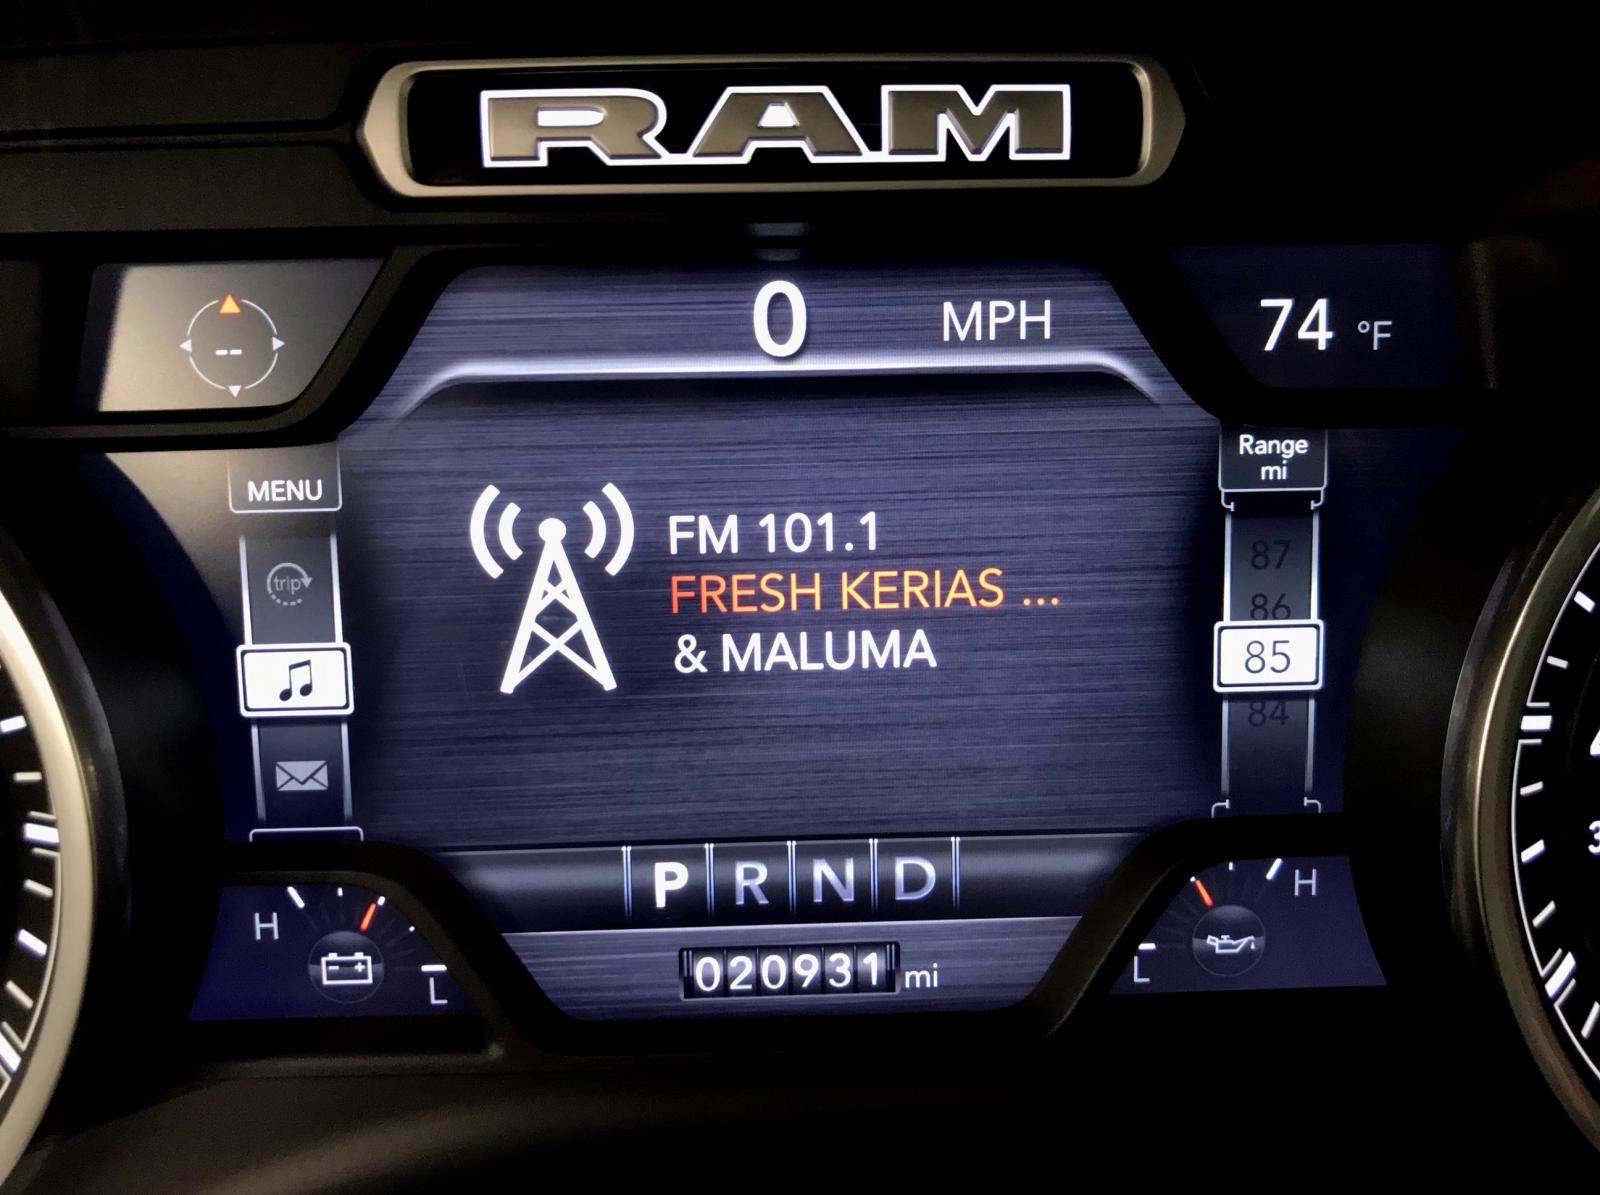 RAM
0 MPH
74 °F
MENU
Range
mi
trip
87
86
85
84
FM 101.1
FRESH KERIAS ...
& MALUMA
P R N D
H
L
020931 mi
H
L